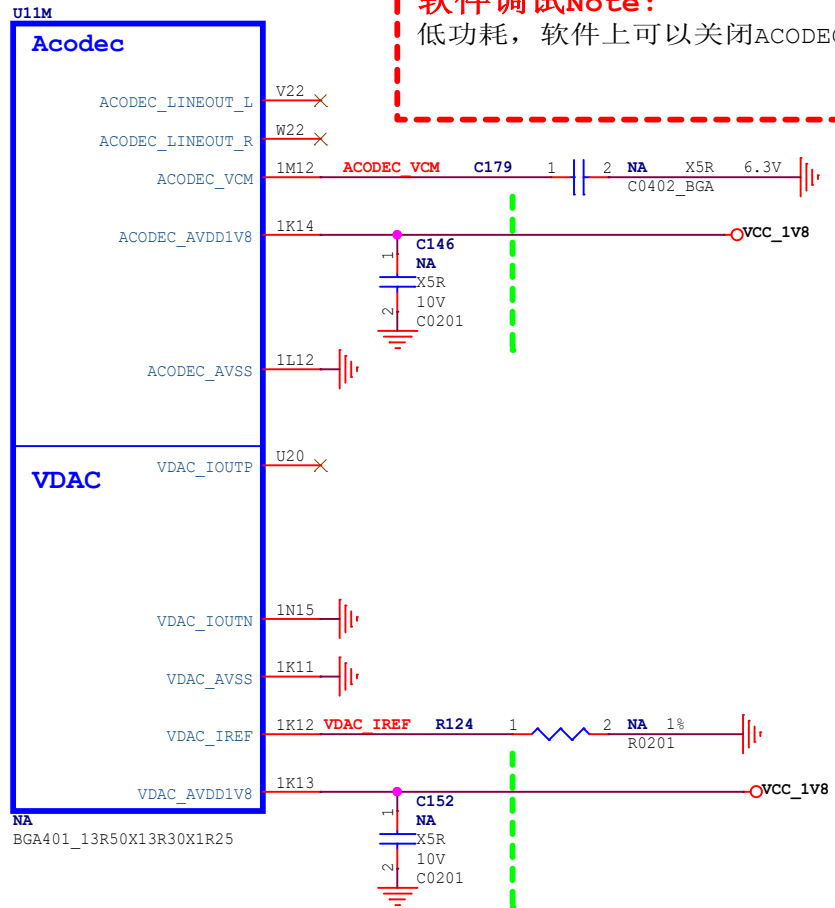 U11M
软件调试Note:
低功耗，软件上可以关闭ACODEC
Acodec
ACODEC_LINEOUT_L V22
ACODEC_LINEOUT_R W22
ACODEC_VCM 1M12 ACODEC_VCM C179 1 2 NA X5R 6.3V
C0402_BGA
ACODEC_AVDD1V8 1K14 VCC_1V8
C146
1 NA
X5R
10V
2 C0201
ACODEC_AVSS 1L12
VDAC
VDAC_IOUTP U20
VDAC_IOUTN 1N15
VDAC_AVSS 1K11
VDAC_IREF 1K12 VDAC_IREF R124 1 2 NA 1%
R0201
VDAC_AVDD1V8 1K13 VCC_1V8
C152
1 NA
X5R
10V
2 C0201
NA
BGA401_13R50X13R30X1R25